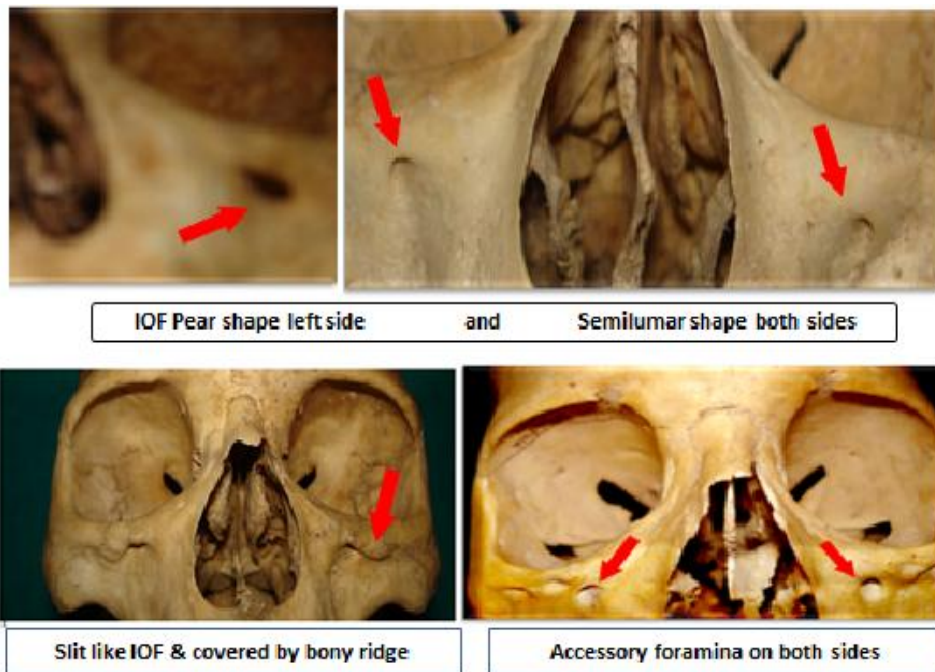 IOF Pear shape left side and Semilumar shape both sides
Slit like IOF & covered by bony ridge
Accessory foramina on both sides